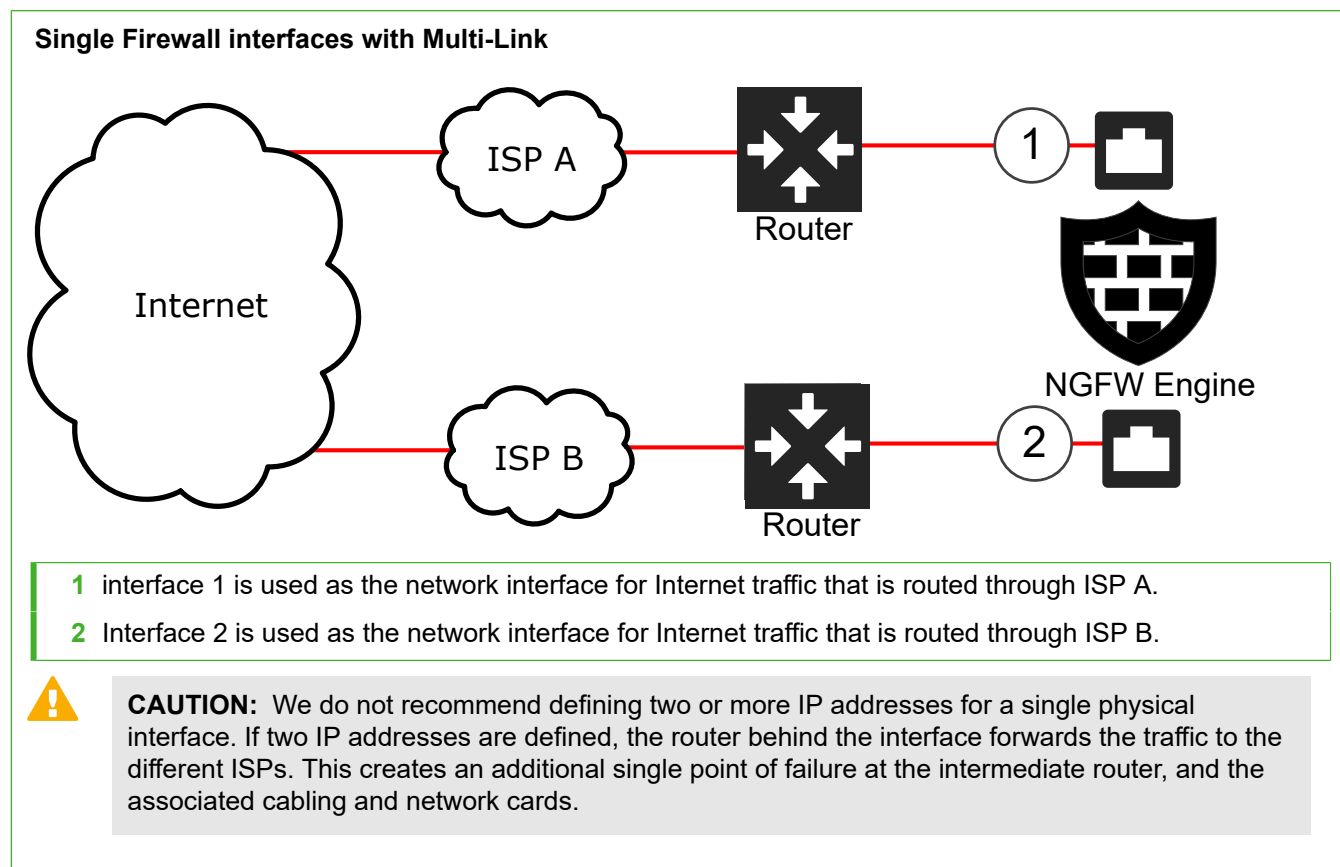 Single Firewall interfaces with Multi-Link
ISP A
1
Router
Internet
NGFW Engine
ISP B
2
Router
1 interface 1 is used as the network interface for Internet traffic that is routed through ISP A.
2 Interface 2 is used as the network interface for Internet traffic that is routed through ISP B.
CAUTION: We do not recommend defining two or more IP addresses for a single physical
interface. If two IP addresses are defined, the router behind the interface forwards the traffic to the
different ISPs. This creates an additional single point of failure at the intermediate router, and the
associated cabling and network cards.